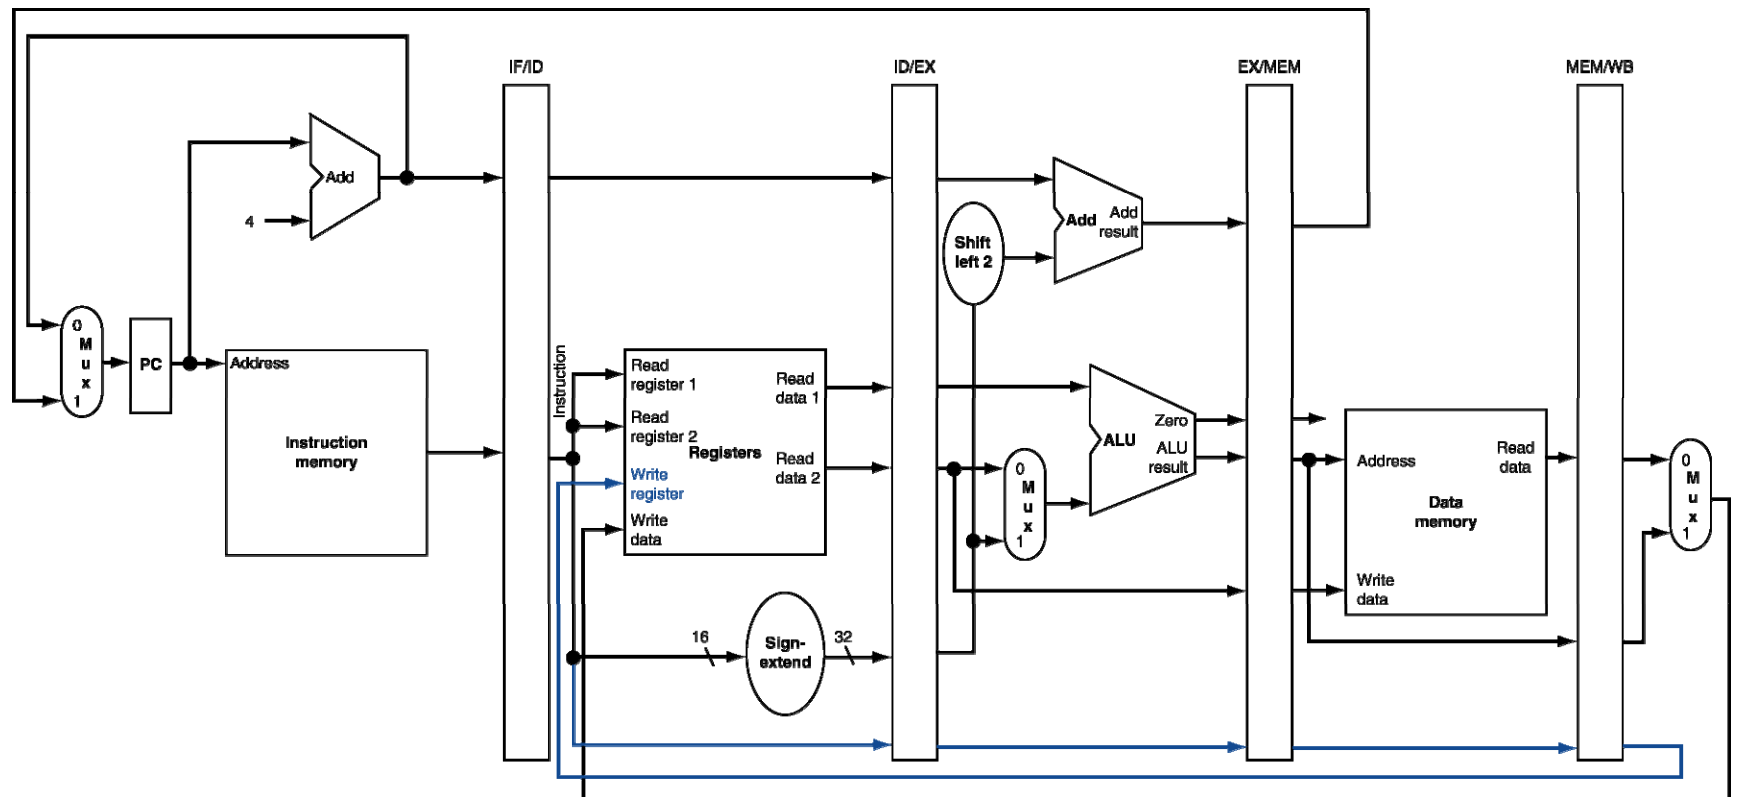 IF/ID
ID/EX
EX/MEM
MEM/WB
Add
4
Add
Add
result
Shift
left 2
0
M
u
x
1
PC
Address
Instruction
memory
Instruction
Read
register 1
Read
register 2
Registers
Write
register
Write
data
Read
data 1
Read
data 2
0
M
u
x
1
ALU
Zero
ALU
result
Address
Read
data
Data
memory
Write
data
0
M
u
x
1
16
Sign-
extend
32